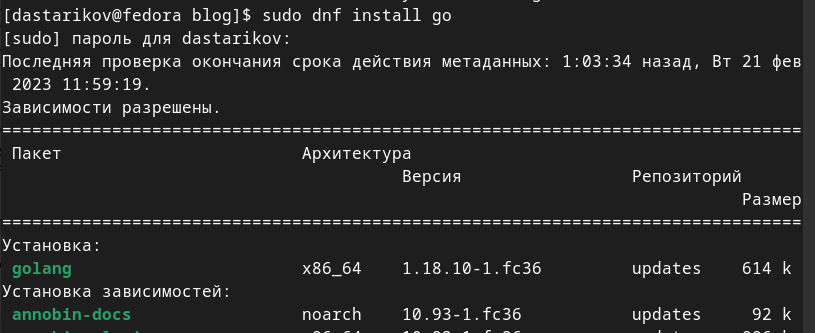 [dastarikov@fedora blog]$ sudo dnf install go
[sudo] пароль для dastarikov:
Последняя проверка окончания срока действия метаданных: 1:03:34 назад, Вт 21 фев
2023 11:59:19.
Зависимости разрешены.
================================================================================
Пакет Архитектура
Версия Репозиторий
Размер
================================================================================
Установка:
golang x86_64 1.18.10-1.fc36 updates 614 k
Установка зависимостей:
annobin-docs noarch 10.93-1.fc36 updates 92 k